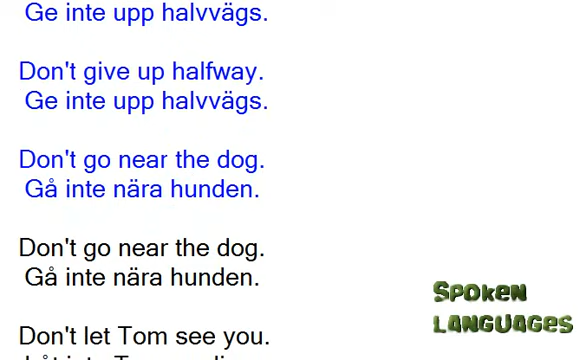 Ge inte upp halvvägs.
Don't give up halfway.
Ge inte upp halvvägs.
Don't go near the dog.
Gå inte nära hunden.
Don't go near the dog.
Gå inte nära hunden.
Don't let Tom see you.
SPOKEN
LANGUAGES